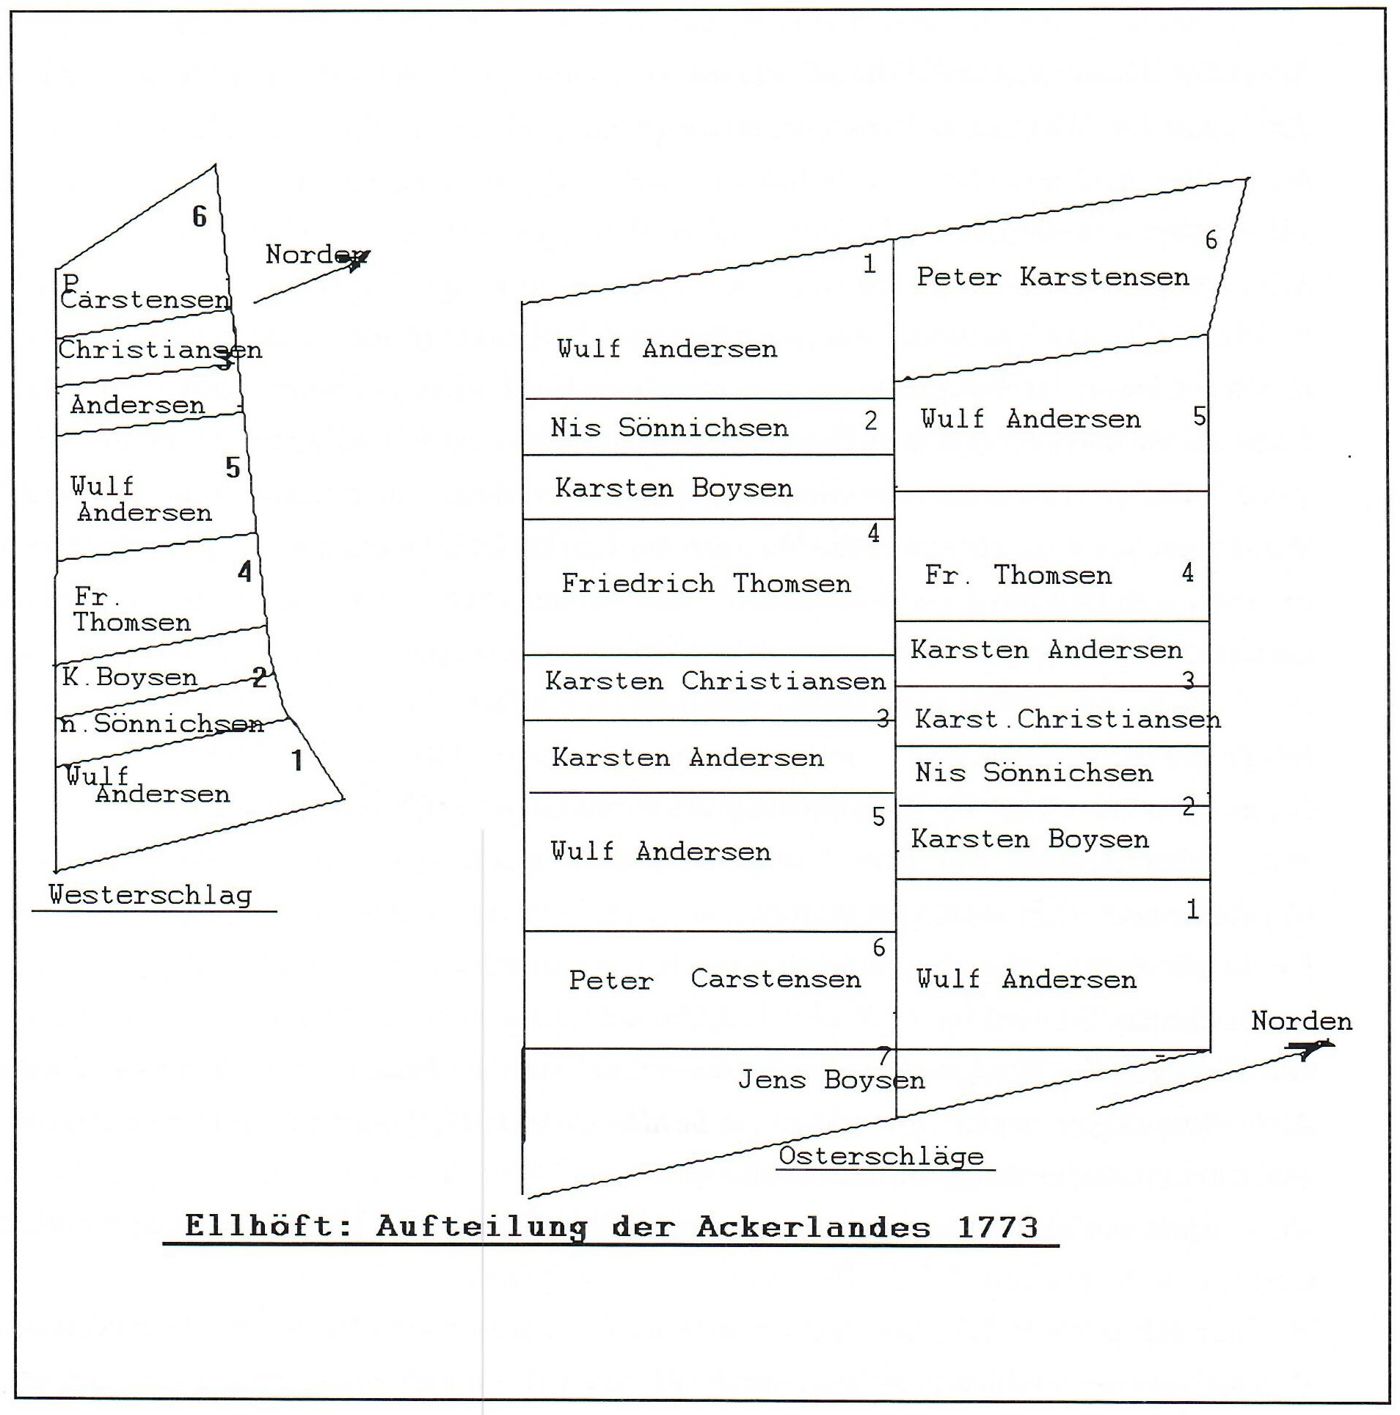 6
Norden
P.
Carstensen
Christiansen
3
Andersen
5
Wulf
Andersen
4
Fr.
Thomsen
K.Boysen
2
n.Sönnichsen
1
Wulf
Andersen
Westerschlag
1
Wulf Andersen
Nis Sönnichsen 2
Karsten Boysen
4
Friedrich Thomsen
Karsten Christiansen
3
Karsten Andersen
5
Wulf Andersen
6
Peter Carstensen
7
Jens Boysen
6
Peter Karstensen
Wulf Andersen 5
Fr. Thomsen 4
Karsten Andersen
3
Karst.Christiansen
Nis Sönnichsen
2
Karsten Boysen
1
Wulf Andersen
Norden
Osterschläge
Ellhöft: Aufteilung der Ackerlandes 1773